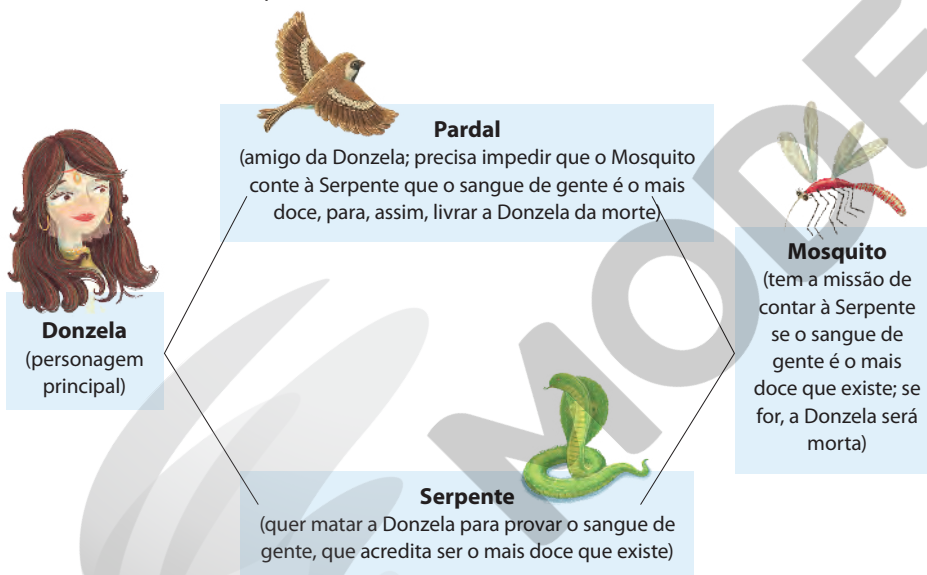 Pardal
(amigo da Donzela; precisa impedir que o Mosquito
conte à Serpente que o sangue de gente é o mais
doce, para, assim, livrar a Donzela da morte)
Donzela
(personagem
principal)
Mosquito
(tem a missão de
contar à Serpente
se o sangue de
gente é o mais
doce que existe; se
for, a Donzela será
morta)
Serpente
(quer matar a Donzela para provar o sangue de
gente, que acredita ser o mais doce que existe)
MODE